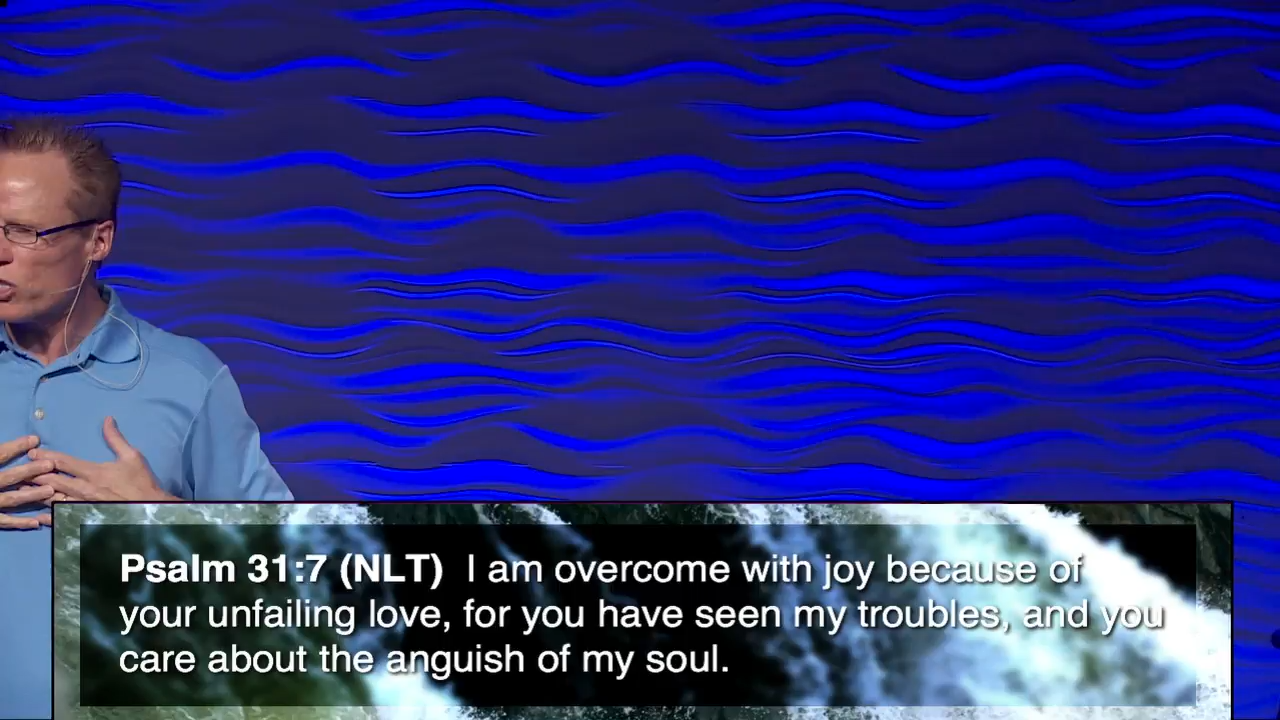 Psalm 31:7 (NLT) I am overcome with joy because of
your unfailing love, for you have seen my troubles, and you
care about the anguish of my soul.